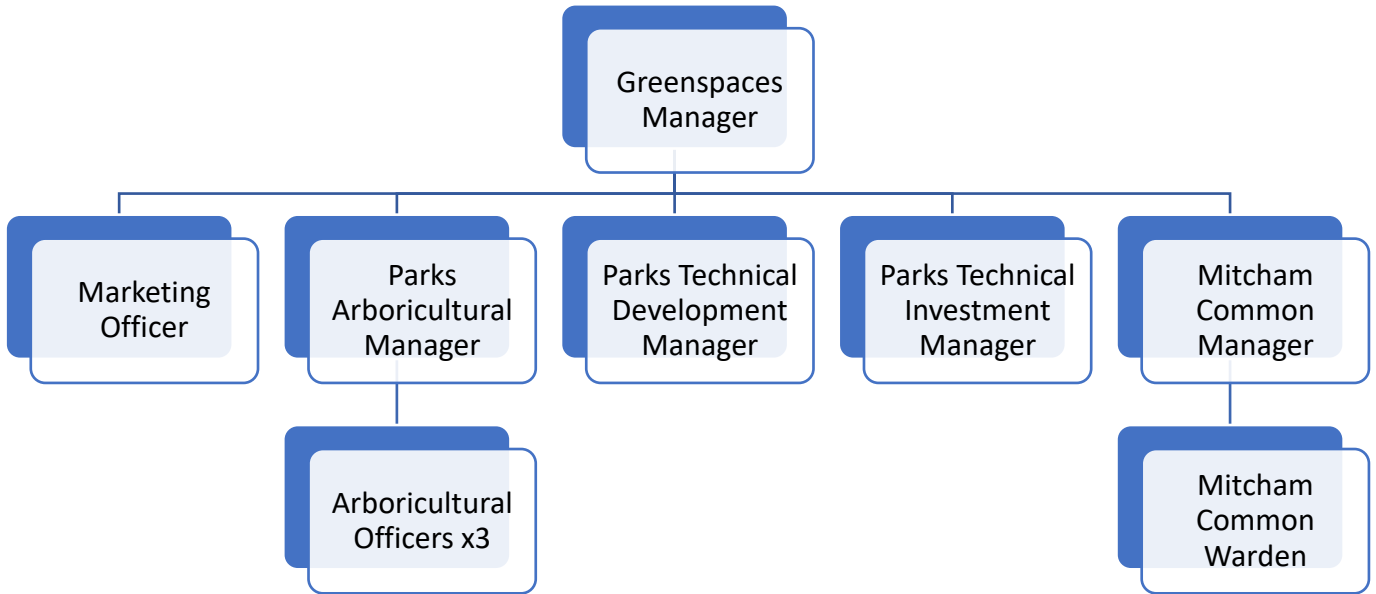 Greenspaces
Manager
Marketing
Officer
Parks
Arboricultural
Manager
Parks Technical
Development
Manager
Parks Technical
Investment
Manager
Mitcham
Common
Manager
Arboricultural
Officers x3
Mitcham
Common
Warden